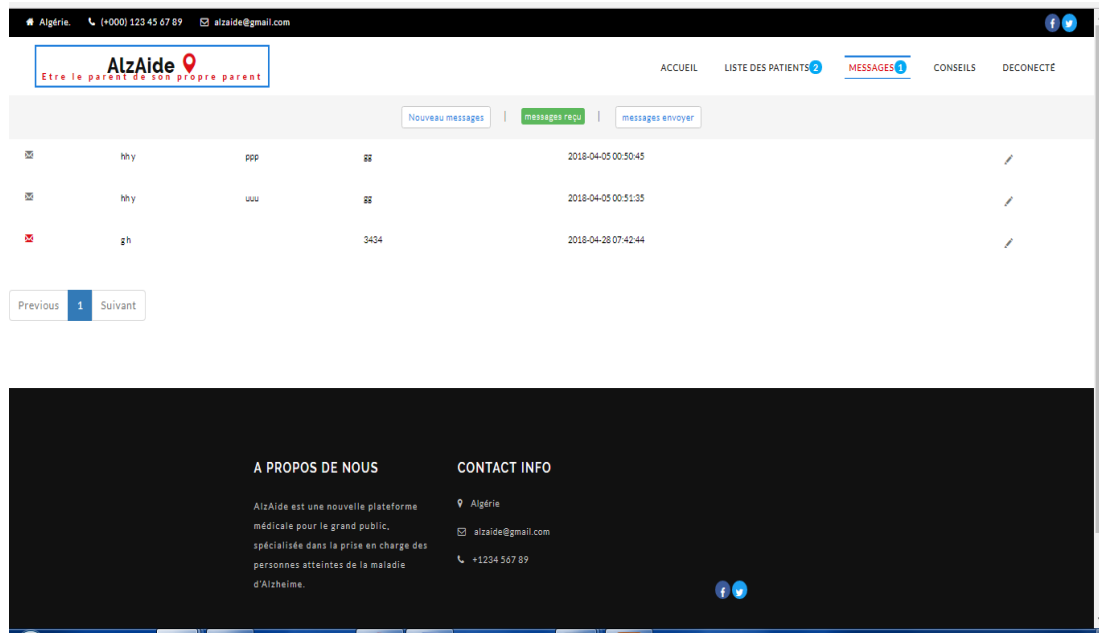 Algérie. (+000) 123 45 67 89 alzaide@gmail.com
AlzAide
Etre le parent de son propre parent
ACCUEIL LISTE DES PATIENTS 2 MESSAGES 1 CONSEILS DECONECTÉ
Nouveau messages | messages reçu | messages envoyer
hh y ppp gg 2018-04-05 00:50:45
hh y uuu gg 2018-04-05 00:51:35
g h 3434 2018-04-28 07:42:44
Previous 1 Suivant
A PROPOS DE NOUS
AlzAide est une nouvelle plateforme
médicale pour le grand public,
spécialisée dans la prise en charge des
personnes atteintes de la maladie
d'Alzheime.
CONTACT INFO
Algérie
alzaide@gmail.com
+1234 567 89